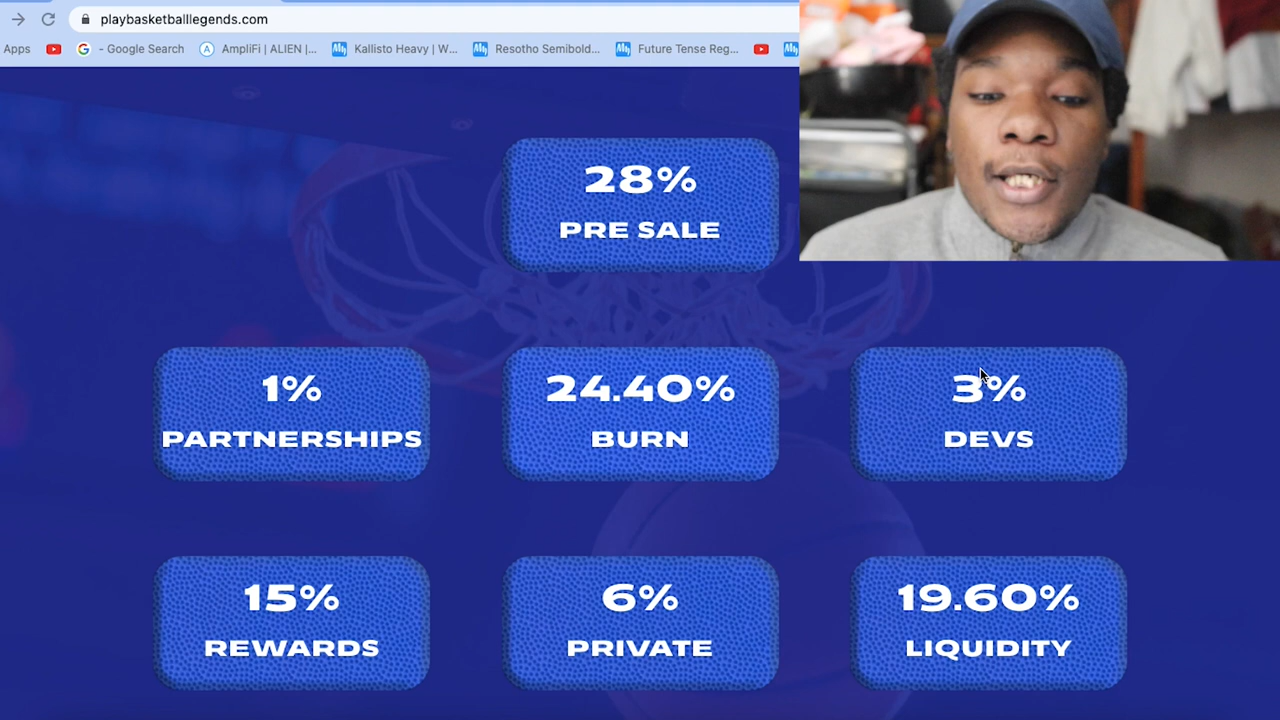 playbasketballlegends.com
Apps
- Google Search
AmpliFi | ALIEN |...
Kallisto Heavy | W...
Resotho Semibold...
Future Tense Reg...
28%
PRE SALE
1%
PARTNERSHIPS
24.40%
BURN
3%
DEVS
15%
REWARDS
6%
PRIVATE
19.60%
LIQUIDITY